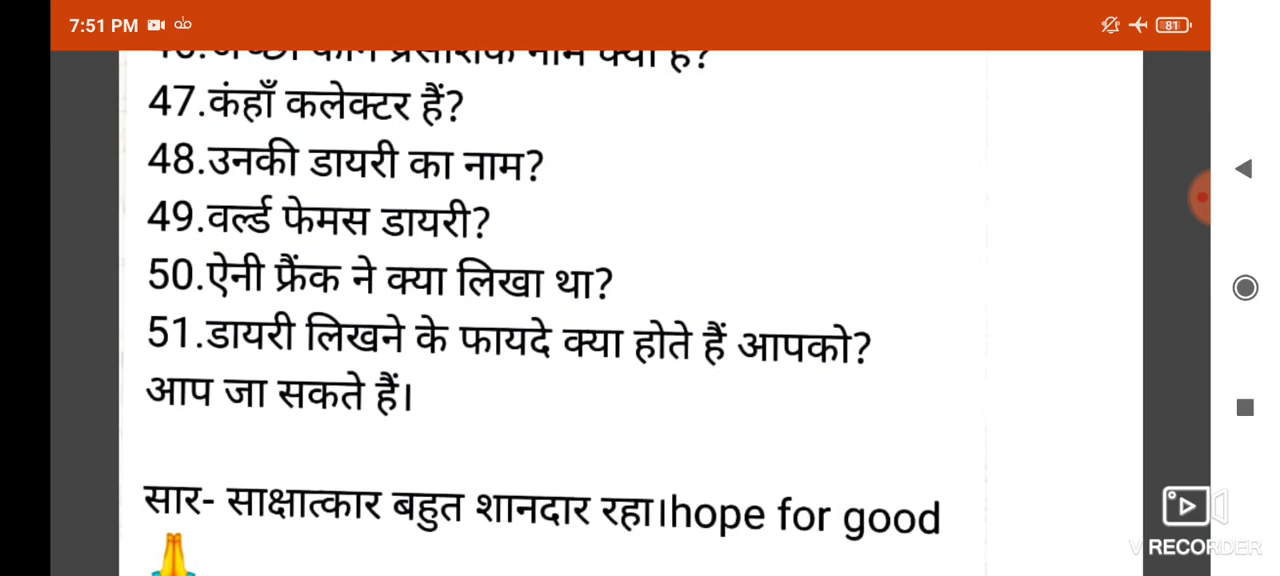 7:51 PM
81
47.कंहाँ कलेक्टर हैं?
48.उनकी डायरी का नाम?
49.वर्ल्ड फेमस डायरी?
50.ऐनी फ्रैंक ने क्या लिखा था?
51.डायरी लिखने के फायदे क्या होते हैं आपको?
आप जा सकते हैं।
सार- साक्षात्कार बहुत शानदार रहा।hope for good
V RECORDER